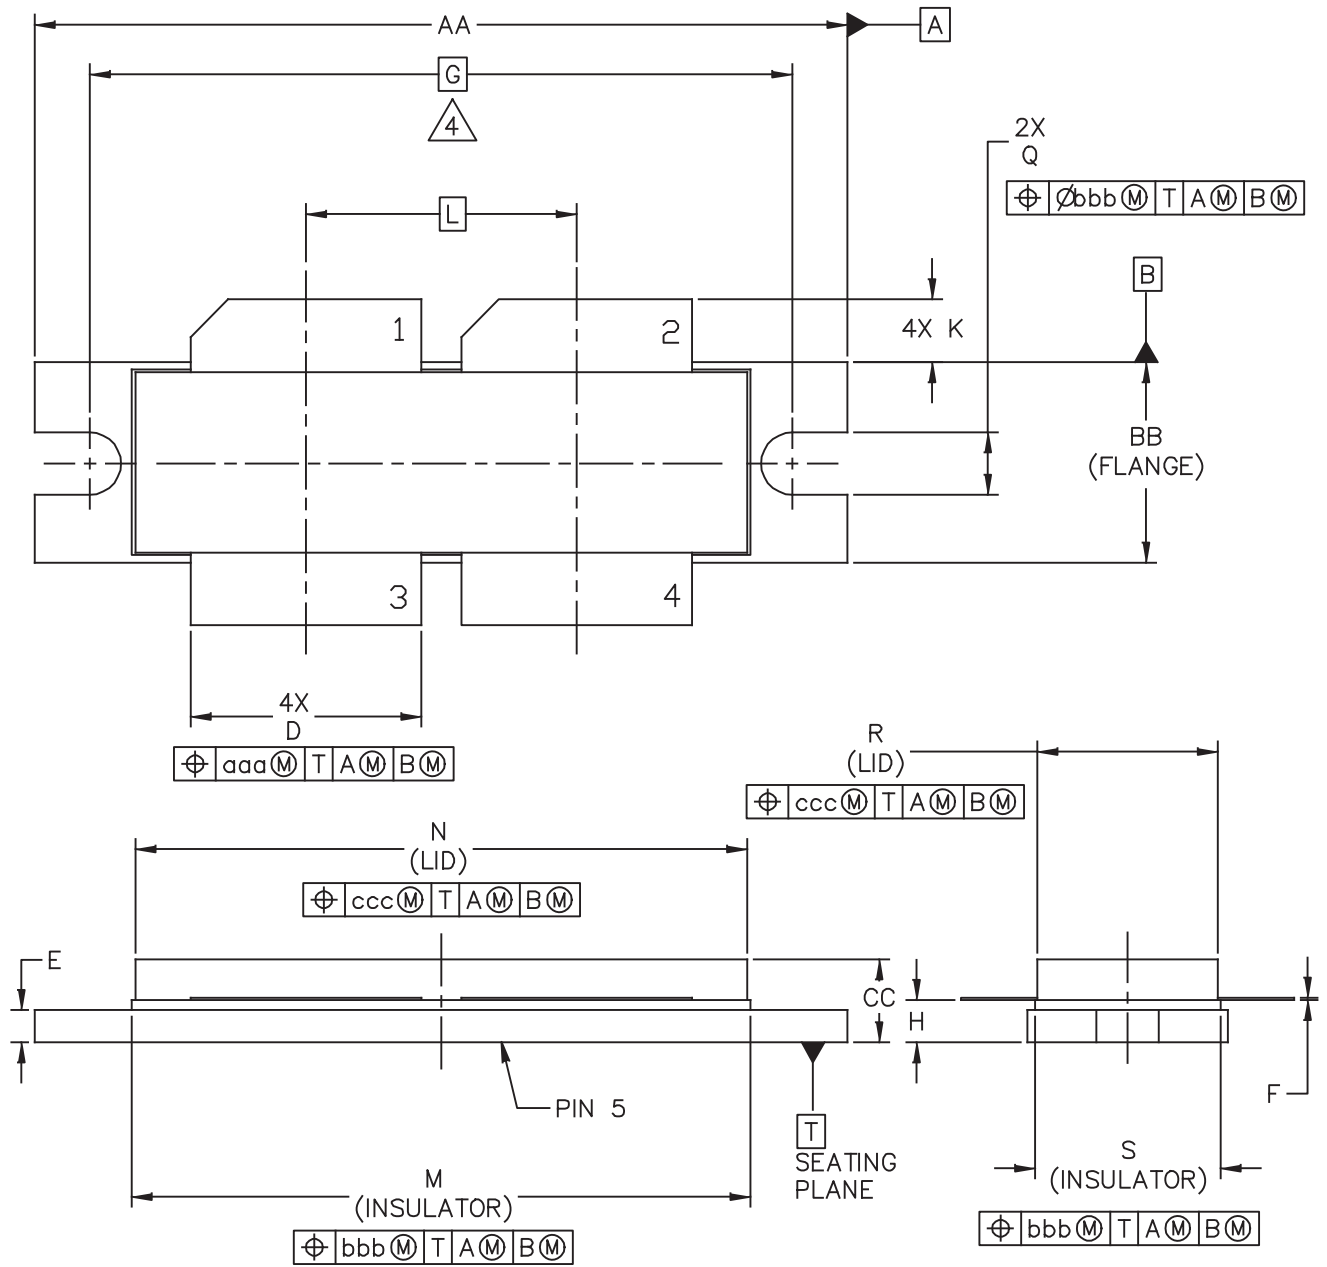 AA
A
G
4
2X
Q
⌖ Øbbb Ⓜ T A Ⓜ B Ⓜ
L
B
1
2
4X K
BB
(FLANGE)
3
4
4X
D
⌖ aaa Ⓜ T A Ⓜ B Ⓜ
R
(LID)
⌖ ccc Ⓜ T A Ⓜ B Ⓜ
N
(LID)
⌖ ccc Ⓜ T A Ⓜ B Ⓜ
E
CC
H
F
PIN 5
T
SEATING
PLANE
M
(INSULATOR)
⌖ bbb Ⓜ T A Ⓜ B Ⓜ
S
(INSULATOR)
⌖ bbb Ⓜ T A Ⓜ B Ⓜ